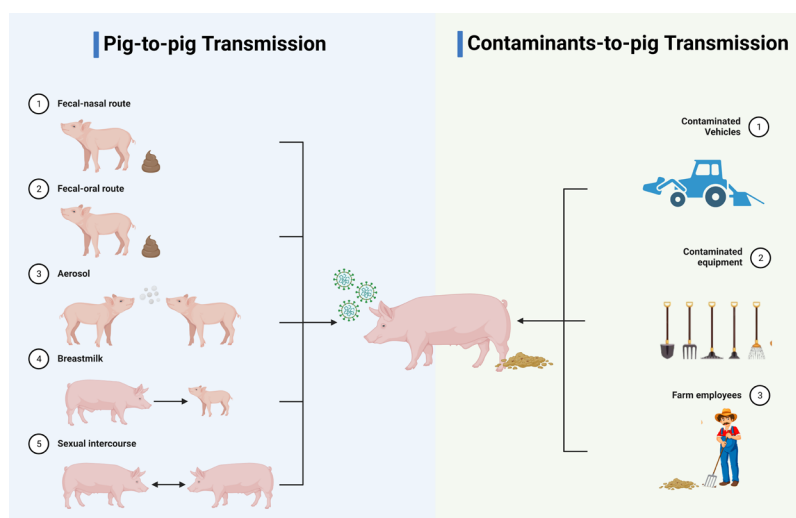 Pig-to-pig Transmission
1
Fecal-nasal route
2
Fecal-oral route
3
Aerosol
4
Breastmilk
5
Sexual intercourse
Contaminants-to-pig Transmission
Contaminated
Vehicles
1
Contaminated
equipment
2
Farm employees
3